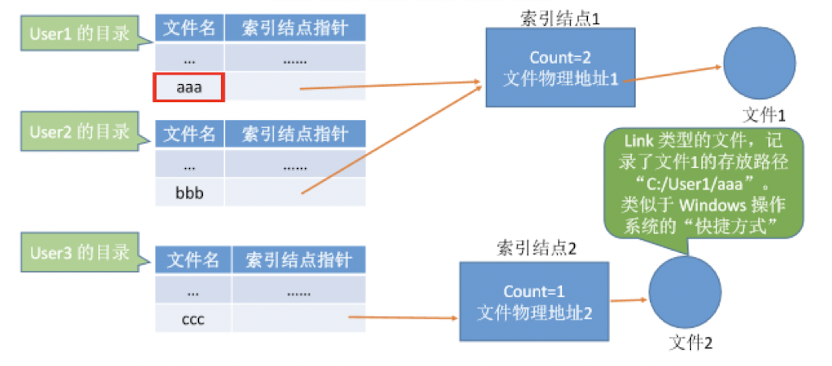 User1 的目录
文件名 索引结点指针
... ......
aaa
索引结点1
Count=2
文件物理地址1
文件1
User2 的目录
文件名 索引结点指针
... ......
bbb
Link 类型的文件，记
录了文件1的存放路径
“C:/User1/aaa”。
类似于 Windows 操作
系统的“快捷方式”
User3 的目录
文件名 索引结点指针
... ......
ccc
索引结点2
Count=1
文件物理地址2
文件2